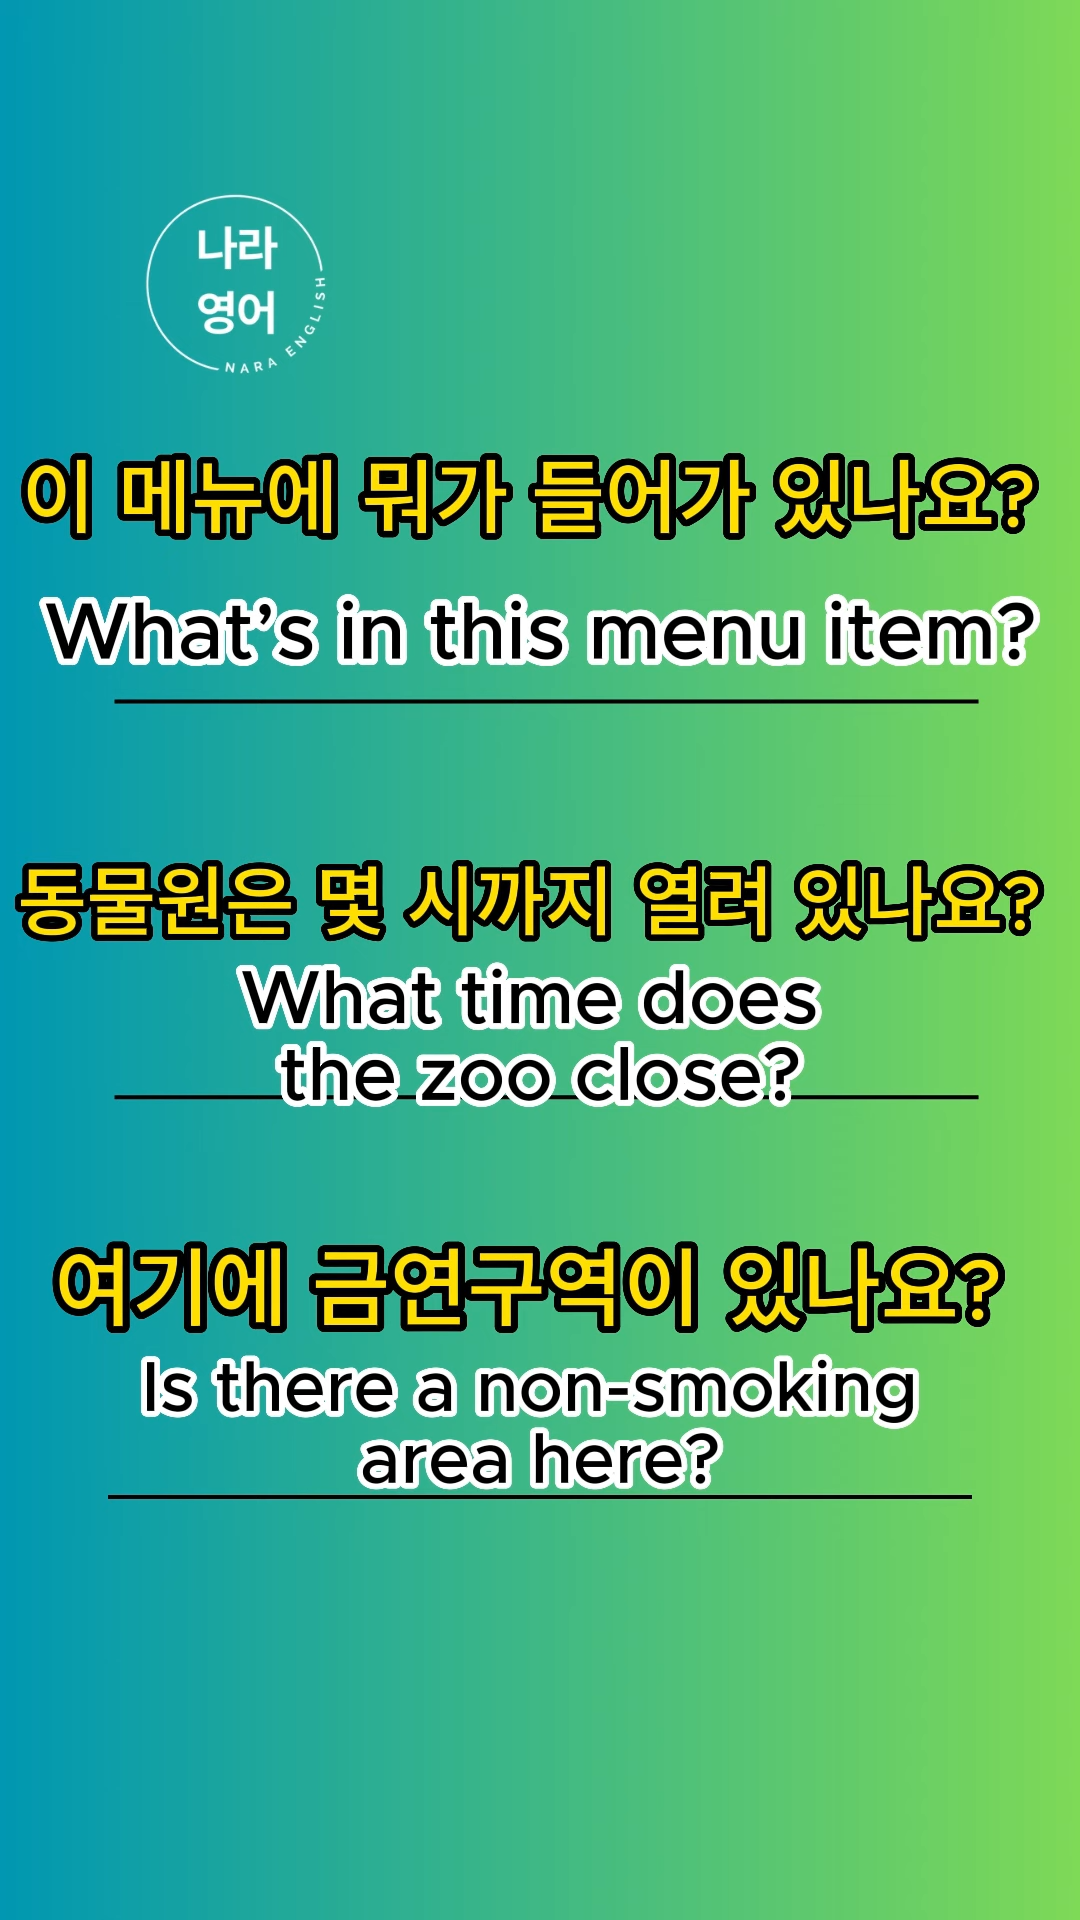 나라
영어
NARA ENGLISH
이 메뉴에 뭐가 들어가 있나요?
What’s in this menu item?
동물원은 몇 시까지 열려 있나요?
What time does
the zoo close?
여기에 금연구역이 있나요?
Is there a non-smoking
area here?